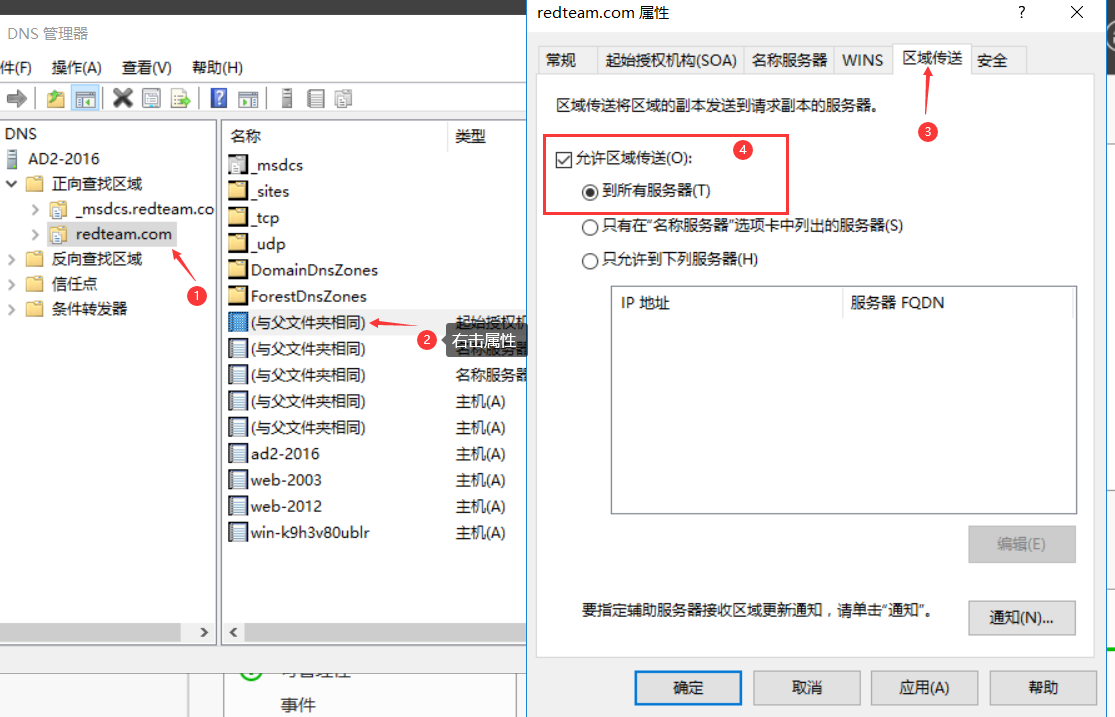 DNS 管理器
件(F) 操作(A) 查看(V) 帮助(H)
DNS
AD2-2016
正向查找区域
_msdcs.redteam.co
redteam.com
反向查找区域
信任点
条件转发器
1
名称 类型
_msdcs
_sites
_tcp
_udp
DomainDnsZones
ForestDnsZones
(与父文件夹相同) 起始授权机
2
右击属性
(与父文件夹相同) 名称服务器
(与父文件夹相同) 名称服务器
(与父文件夹相同) 主机(A)
(与父文件夹相同) 主机(A)
ad2-2016 主机(A)
web-2003 主机(A)
web-2012 主机(A)
win-k9h3v80ublr 主机(A)
事件
redteam.com 属性
?
常规 起始授权机构(SOA) 名称服务器 WINS 区域传送 安全
区域传送将区域的副本发送到请求副本的服务器。
3
允许区域传送(O):
4
到所有服务器(T)
只有在“名称服务器”选项卡中列出的服务器(S)
只允许到下列服务器(H)
IP 地址 服务器 FQDN
编辑(E)
要指定辅助服务器接收区域更新通知，请单击“通知”。
通知(N)...
确定 取消 应用(A) 帮助